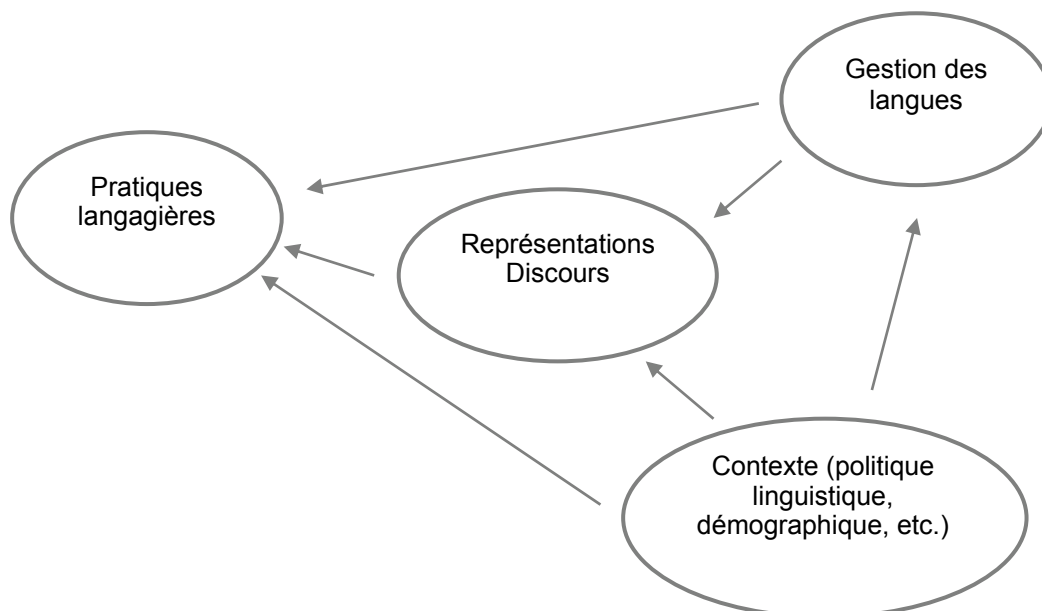 Gestion des
langues
Pratiques
langagières
Représentations
Discours
Contexte (politique
linguistique,
démographique, etc.)